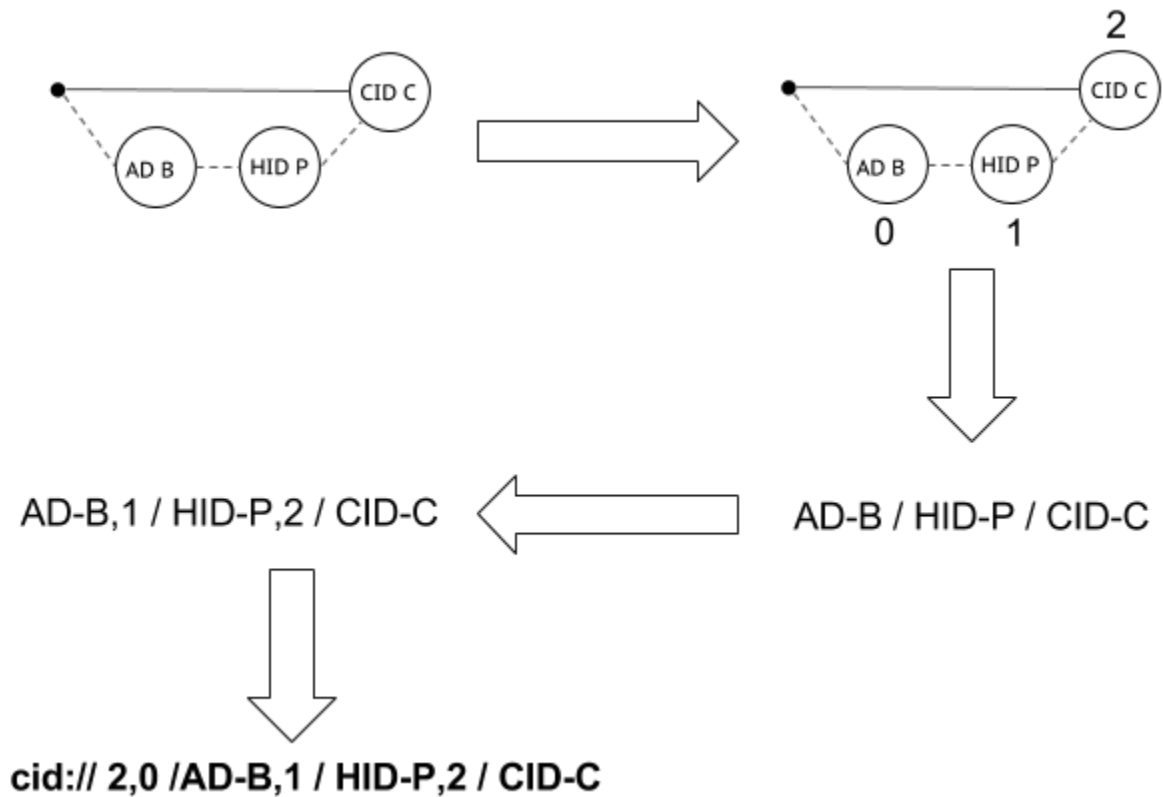 CID C
AD B
HID P
2
CID C
AD B
HID P
0
1
AD-B / HID-P / CID-C
AD-B,1 / HID-P,2 / CID-C
cid:// 2,0 /AD-B,1 / HID-P,2 / CID-C